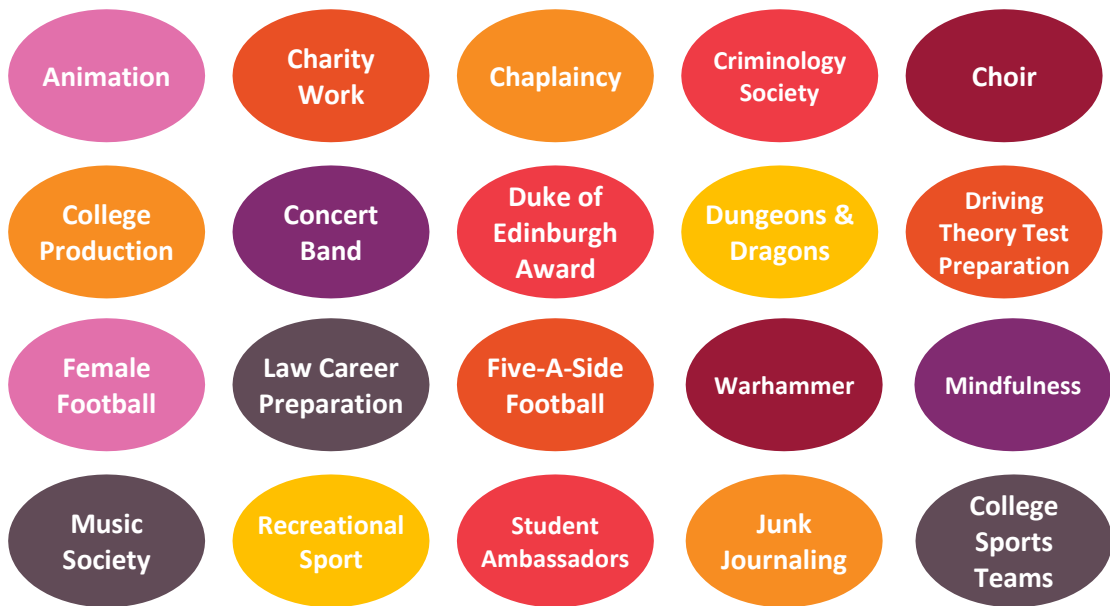 Animation
Charity
Work
Chaplaincy
Criminology
Society
Choir
College
Production
Concert
Band
Duke of
Edinburgh
Award
Dungeons &
Dragons
Driving
Theory Test
Preparation
Female
Football
Law Career
Preparation
Five-A-Side
Football
Warhammer
Mindfulness
Music
Society
Recreational
Sport
Student
Ambassadors
Junk
Journaling
College
Sports
Teams